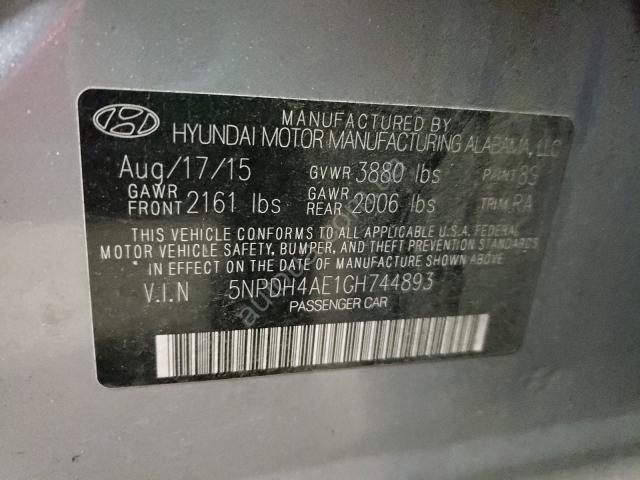 MANUFACTURED BY
HYUNDAI MOTOR MANUFACTURING ALABAMA, LLC
Aug/17/15 GVWR 3880 lbs PAINT 8S
GAWR FRONT 2161 lbs GAWR REAR 2006 lbs TRIM RA
THIS VEHICLE CONFORMS TO ALL APPLICABLE U.S.A. FEDERAL
MOTOR VEHICLE SAFETY, BUMPER, AND THEFT PREVENTION STANDARDS
IN EFFECT ON THE DATE OF MANUFACTURE SHOWN ABOVE.
V.I.N 5NPDH4AE1GH744893
PASSENGER CAR